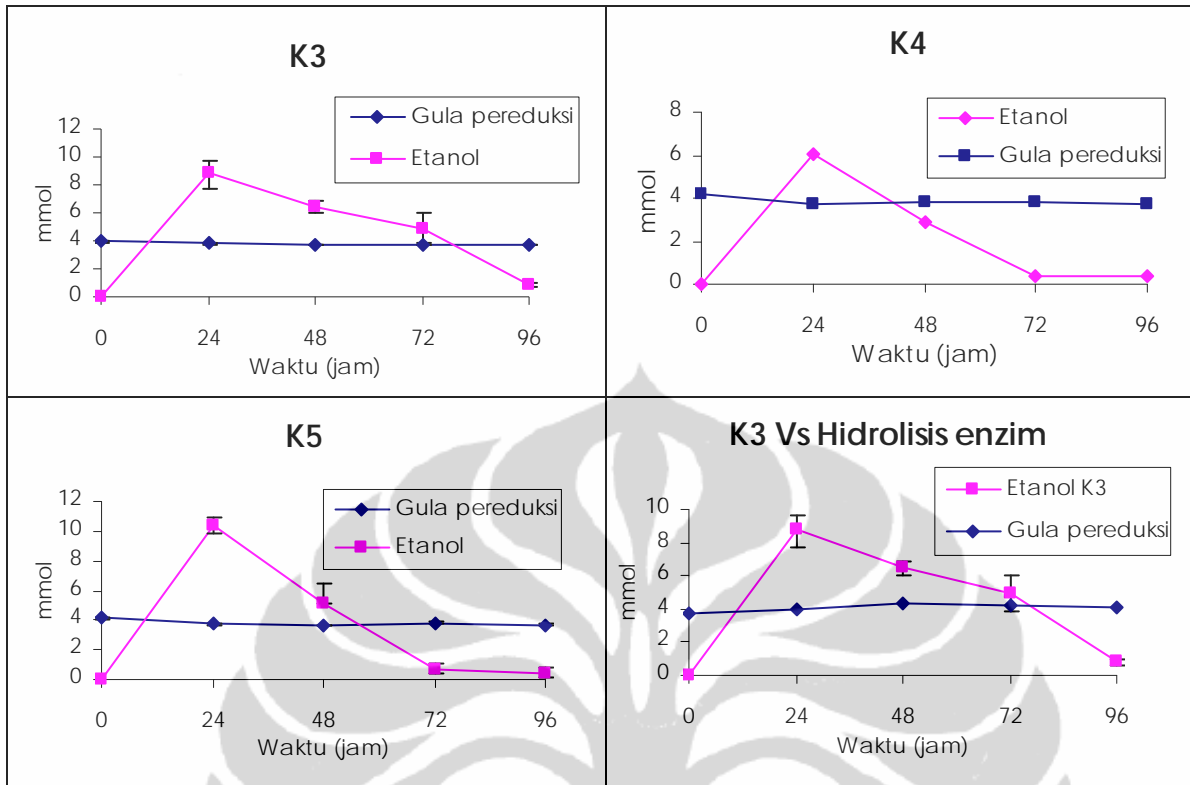 K3
Gula pereduksi
Etanol
12
10
8
6
4
2
0
mmol
0 24 48 72 96
Waktu (jam)
K4
Etanol
Gula pereduksi
8
6
4
2
0
mmol
0 24 48 72 96
Waktu (jam)
K5
Gula pereduksi
Etanol
12
10
8
6
4
2
0
mmol
0 24 48 72 96
Waktu (jam)
K3 Vs Hidrolisis enzim
Etanol K3
Gula pereduksi
10
8
6
4
2
0
mmol
0 24 48 72 96
Waktu (jam)